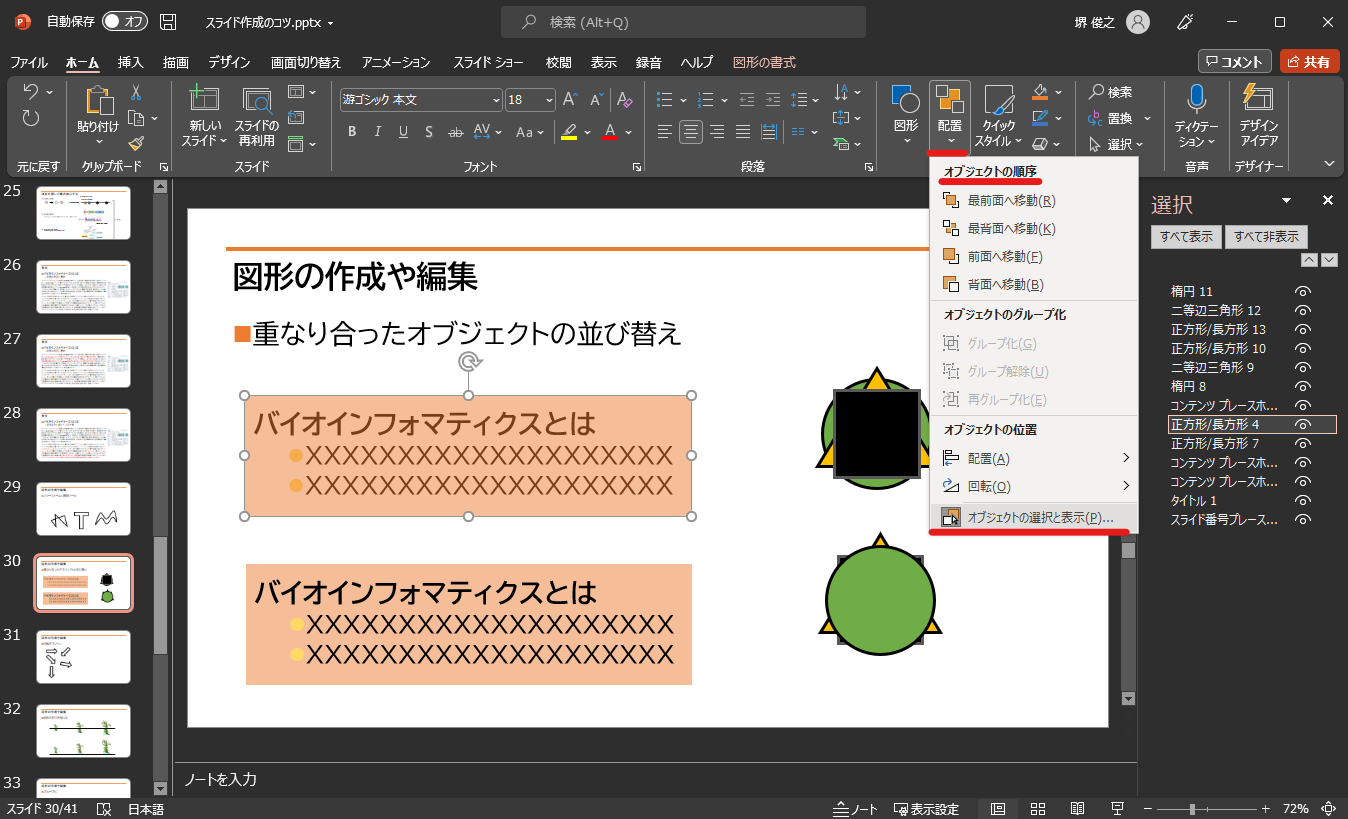 自動保存 オフ スライド作成のコツ.pptx 検索 (Alt+Q) 堺 俊之
ファイル ホーム 挿入 描画 デザイン 画面切り替え アニメーション スライド ショー 校閲 表示 録音 ヘルプ 図形の書式 コメント 共有
元に戻す
貼り付け
クリップボード
新しい
スライド
スライドの
再利用
スライド
游ゴシック 本文 18
B I U S ab AV Aa A
フォント
段落
図形
配置
クイック
スタイル
検索
置換
選択
ディクテー
ション
音声
デザイン
アイデア
デザイナー
オブジェクトの順序
最前面へ移動(R)
最背面へ移動(K)
前面へ移動(F)
背面へ移動(B)
オブジェクトのグループ化
グループ化(G)
グループ解除(U)
再グループ化(E)
オブジェクトの位置
配置(A)
回転(O)
オブジェクトの選択と表示(P)...
25
26
27
28
29
30
31
32
33
図形の作成や編集
■重なり合ったオブジェクトの並び替え
バイオインフォマティクスとは
XXXXXXXXXXXXXXXXXXXX
XXXXXXXXXXXXXXXXXXXX
バイオインフォマティクスとは
XXXXXXXXXXXXXXXXXXXX
XXXXXXXXXXXXXXXXXXXX
選択
すべて表示 すべて非表示
楕円 11
二等辺三角形 12
正方形/長方形 13
正方形/長方形 10
二等辺三角形 9
楕円 8
コンテンツ プレースホ...
正方形/長方形 4
正方形/長方形 7
コンテンツ プレースホ...
コンテンツ プレースホ...
タイトル 1
スライド番号プレース...
ノートを入力
スライド 30/41 日本語 ノート 表示設定 72%